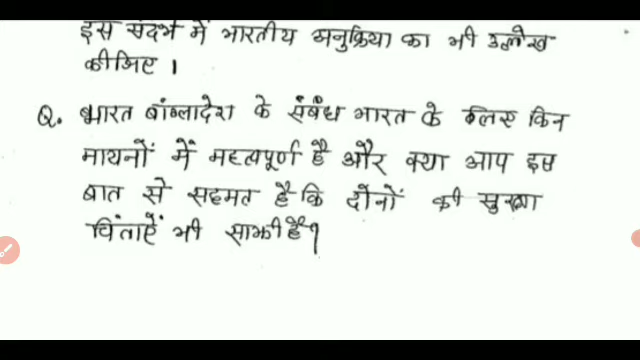 इस संदर्भ में भारतीय अनुक्रिया का भी उल्लेख
कीजिए ।
Q. भारत बांग्लादेश के संबंध भारत के लिए किन
मायनों में महत्वपूर्ण है और क्या आप इस
बात से सहमत है कि दोनों की सुरक्षा
चिंताऐं भी साझी है?